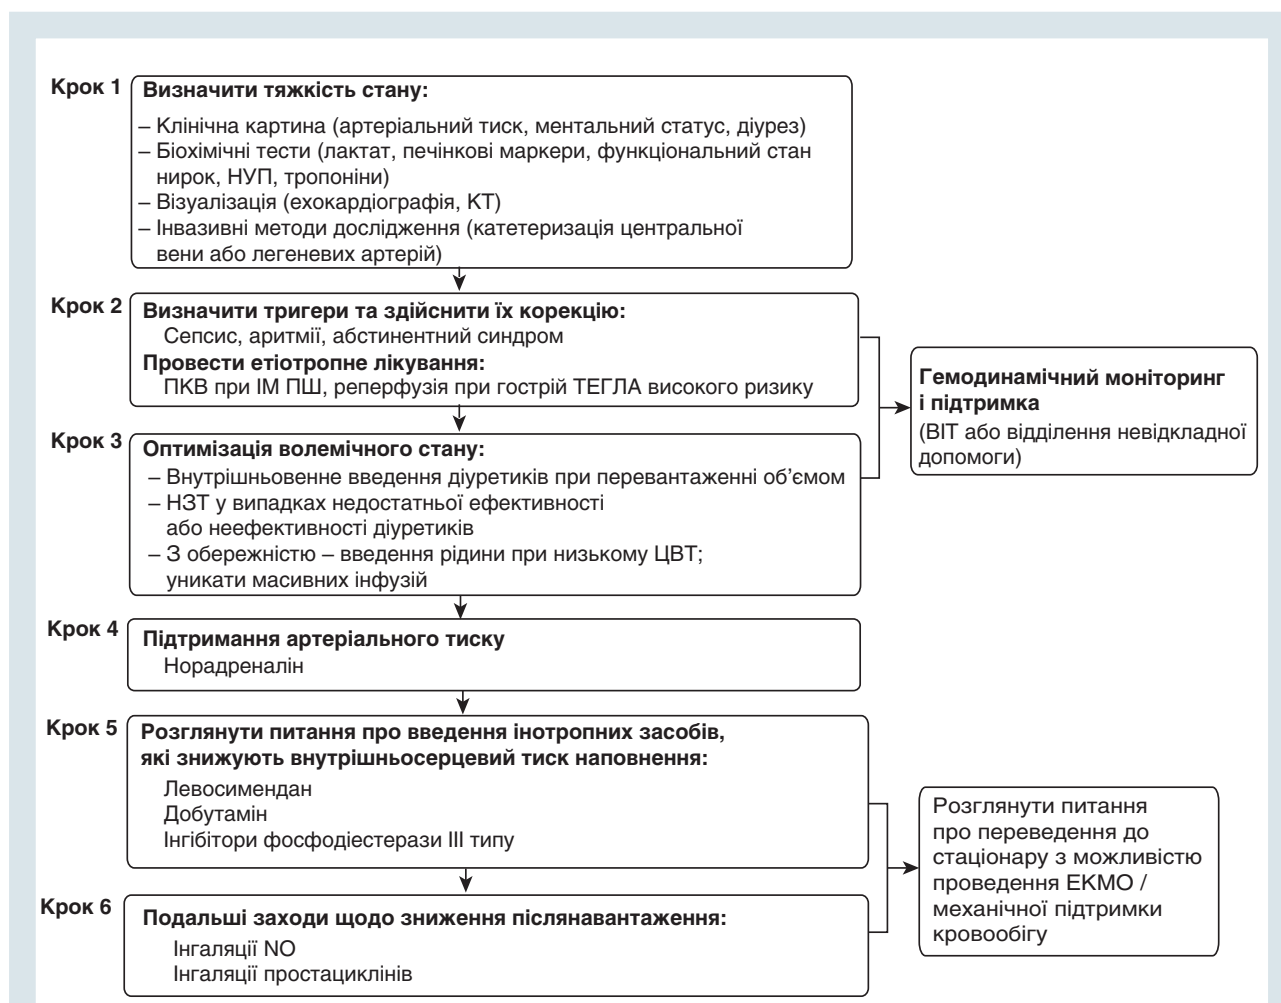 Крок 1
Визначити тяжкість стану:
– Клінічна картина (артеріальний тиск, ментальний статус, діурез)
– Біохімічні тести (лактат, печінкові маркери, функціональний стан
нирок, НУП, тропоніни)
– Візуалізація (ехокардіографія, КТ)
– Інвазивні методи дослідження (катетеризація центральної
вени або легеневих артерій)
Крок 2
Визначити тригери та здійснити їх корекцію:
Сепсис, аритмії, абстинентний синдром
Провести етіотропне лікування:
ПКВ при ІМ ПШ, реперфузія при гострій ТЕГЛА високого ризику
Крок 3
Оптимізація волемічного стану:
– Внутрішньовенне введення діуретиків при перевантаженні об’ємом
– НЗТ у випадках недостатньої ефективності
або неефективності діуретиків
– З обережністю – введення рідини при низькому ЦВТ;
уникати масивних інфузій
Гемодинамічний моніторинг
і підтримка
(ВІТ або відділення невідкладної
допомоги)
Крок 4
Підтримання артеріального тиску
Норадреналін
Крок 5
Розглянути питання про введення інотропних засобів,
які знижують внутрішньосерцевий тиск наповнення:
Левосимендан
Добутамін
Інгібітори фосфодіестерази III типу
Крок 6
Подальші заходи щодо зниження післянавантаження:
Інгаляції NO
Інгаляції простациклінів
Розглянути питання
про переведення до
стаціонару з можливістю
проведення ЕКМО /
механічної підтримки
кровообігу